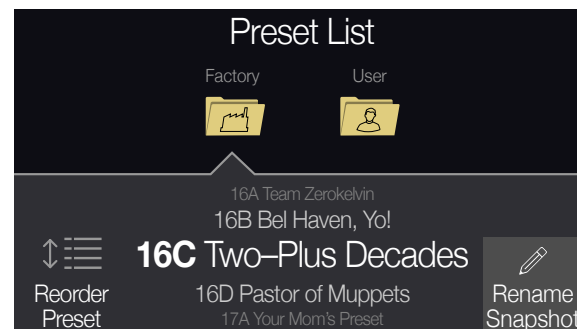 Preset List
Factory
User
16A Team Zerokelvin
16B Bel Haven, Yo!
16C Two–Plus Decades
16D Pastor of Muppets
17A Your Mom's Preset
Reorder
Preset
Rename
Snapshot